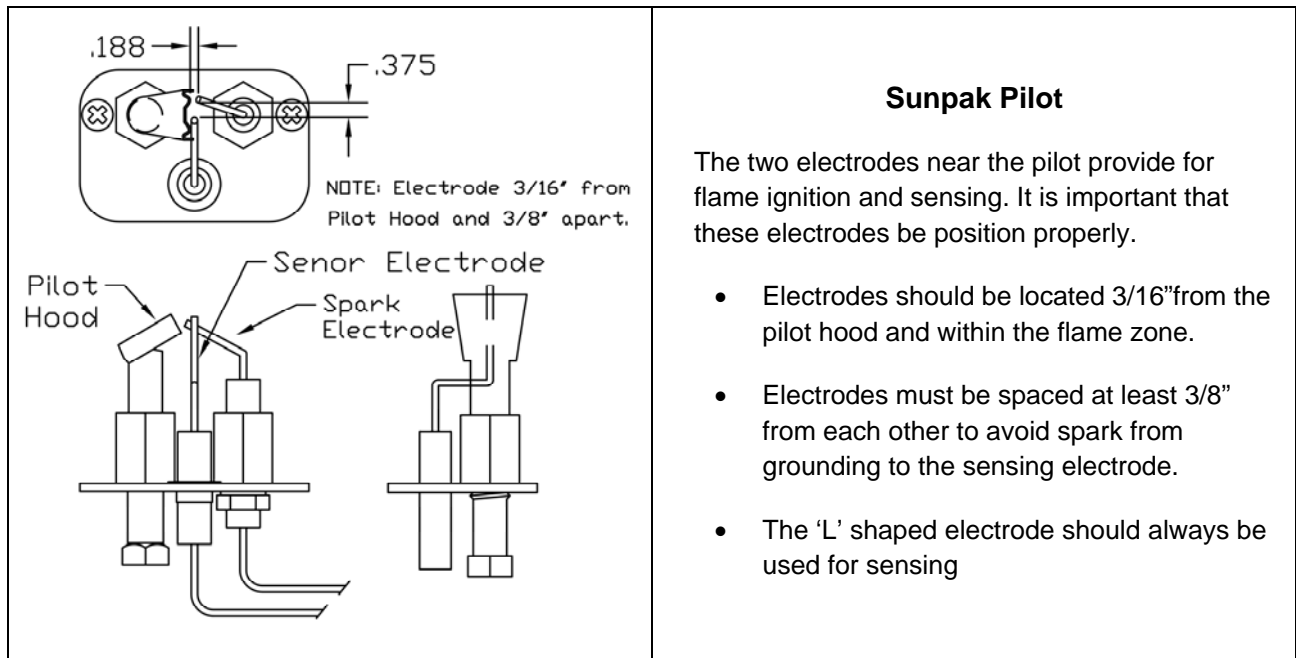 .188
.375
NOTE: Electrode 3/16" from
Pilot Hood and 3/8" apart.
Senor Electrode
Pilot
Hood
Spark
Electrode
Sunpak Pilot
The two electrodes near the pilot provide for
flame ignition and sensing. It is important that
these electrodes be position properly.
• Electrodes should be located 3/16”from the
pilot hood and within the flame zone.
• Electrodes must be spaced at least 3/8”
from each other to avoid spark from
grounding to the sensing electrode.
• The ‘L’ shaped electrode should always be
used for sensing